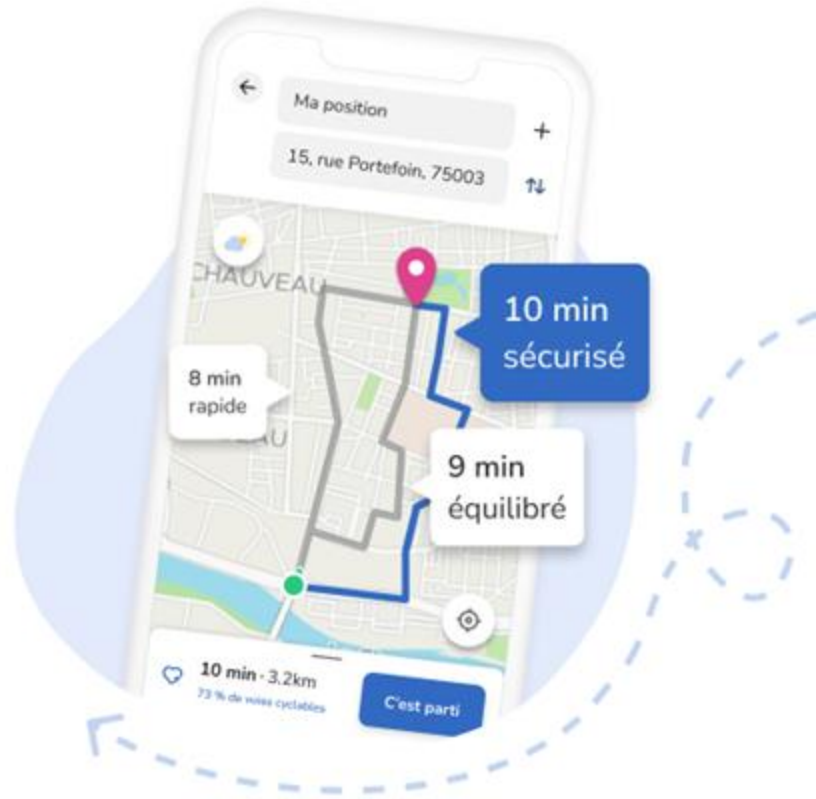 Ma position
15, rue Portefoin, 75003
CHAUVEAU
10 min
sécurisé
8 min
rapide
9 min
équilibré
10 min · 3.2km
73 % de voies cyclables
C'est parti